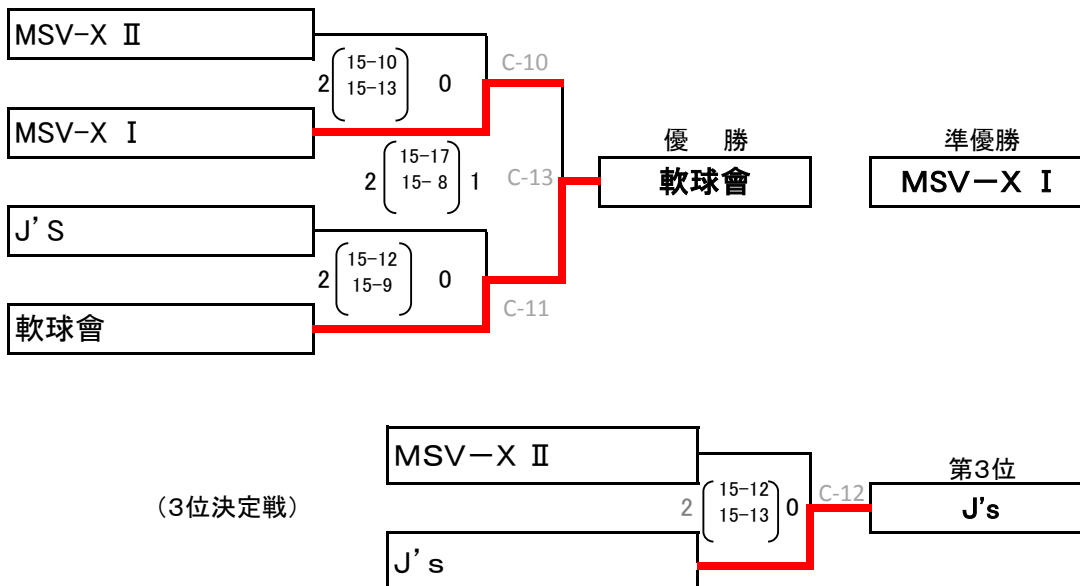 MSV-X Ⅱ
2 15-10 0 C-10
15-13
MSV-X Ⅰ
優　勝 準優勝
2 15-17 1 C-13 軟球會 MSV－X Ⅰ
15- 8
J’S
2 15-12 0
15-9
C-11
軟球會
MSV－X Ⅱ
第3位
（3位決定戦） 2 15-12 0 C-12 J's
15-13
J’s